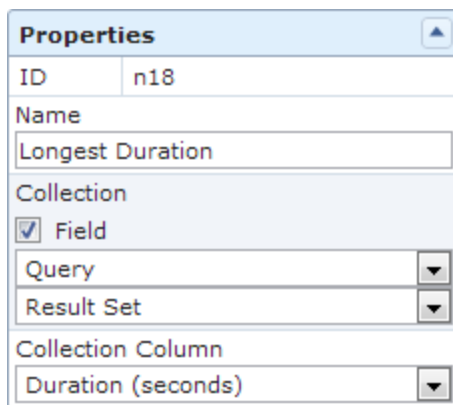 Properties
ID n18
Name
Longest Duration
Collection
Field
Query
Result Set
Collection Column
Duration (seconds)